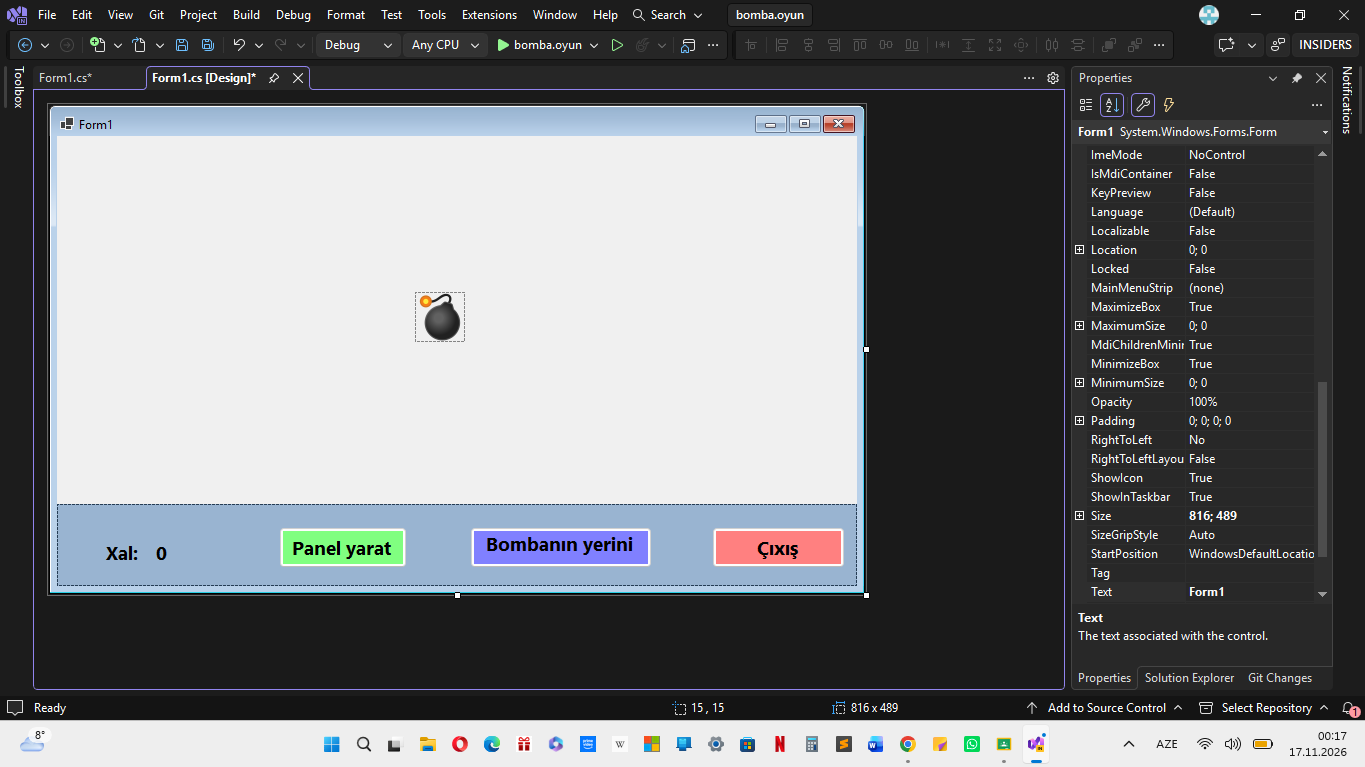 File Edit View Git Project Build Debug Format Test Tools Extensions Window Help Search bomba.oyun
Debug Any CPU bomba.oyun INSIDERS
Toolbox
Form1.cs* Form1.cs [Design]*
Form1
Xal: 0 Panel yarat Bombanın yerini Çıxış
Properties
Form1 System.Windows.Forms.Form
ImeMode NoControl
IsMdiContainer False
KeyPreview False
Language (Default)
Localizable False
Location 0; 0
Locked False
MainMenuStrip (none)
MaximizeBox True
MaximumSize 0; 0
MdiChildrenMinir True
MinimizeBox True
MinimumSize 0; 0
Opacity 100%
Padding 0; 0; 0; 0
RightToLeft No
RightToLeftLayou False
ShowIcon True
ShowInTaskbar True
Size 816; 489
SizeGripStyle Auto
StartPosition WindowsDefaultLocatio
Tag
Text Form1
Text
The text associated with the control.
Properties Solution Explorer Git Changes
Notifications
Ready 15 , 15 816 x 489 Add to Source Control Select Repository 1
8° W AZE 00:17
17.11.2026